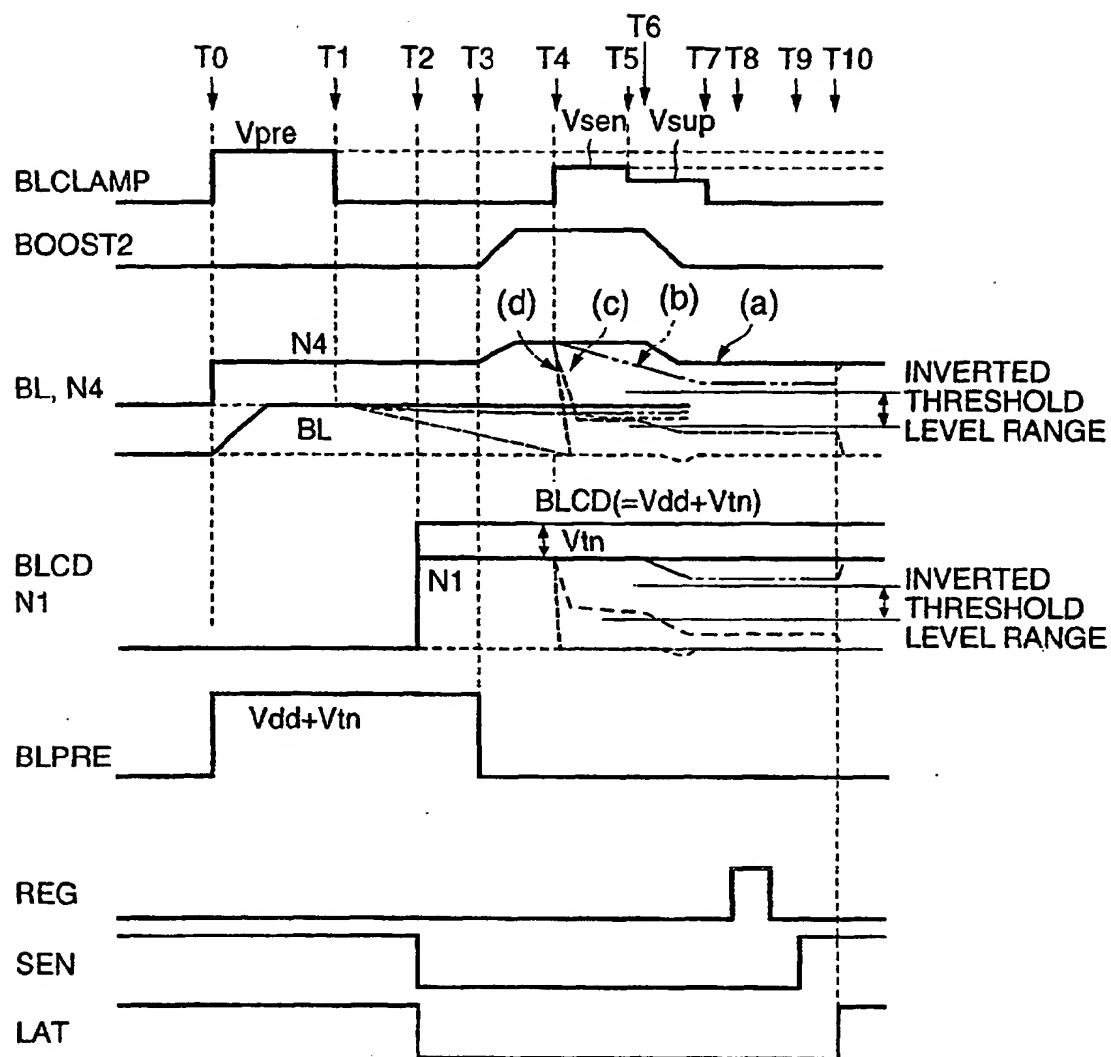 T6
T0 T1 T2 T3 T4 T5 T7 T8 T9 T10
Vpre Vsen Vsup
BLCLAMP
BOOST2
(d) (c) (b) (a)
N4
BL, N4
BL
INVERTED
THRESHOLD
LEVEL RANGE
BLCD(=Vdd+Vtn)
Vtn
BLCD
N1
N1
INVERTED
THRESHOLD
LEVEL RANGE
Vdd+Vtn
BLPRE
REG
SEN
LAT